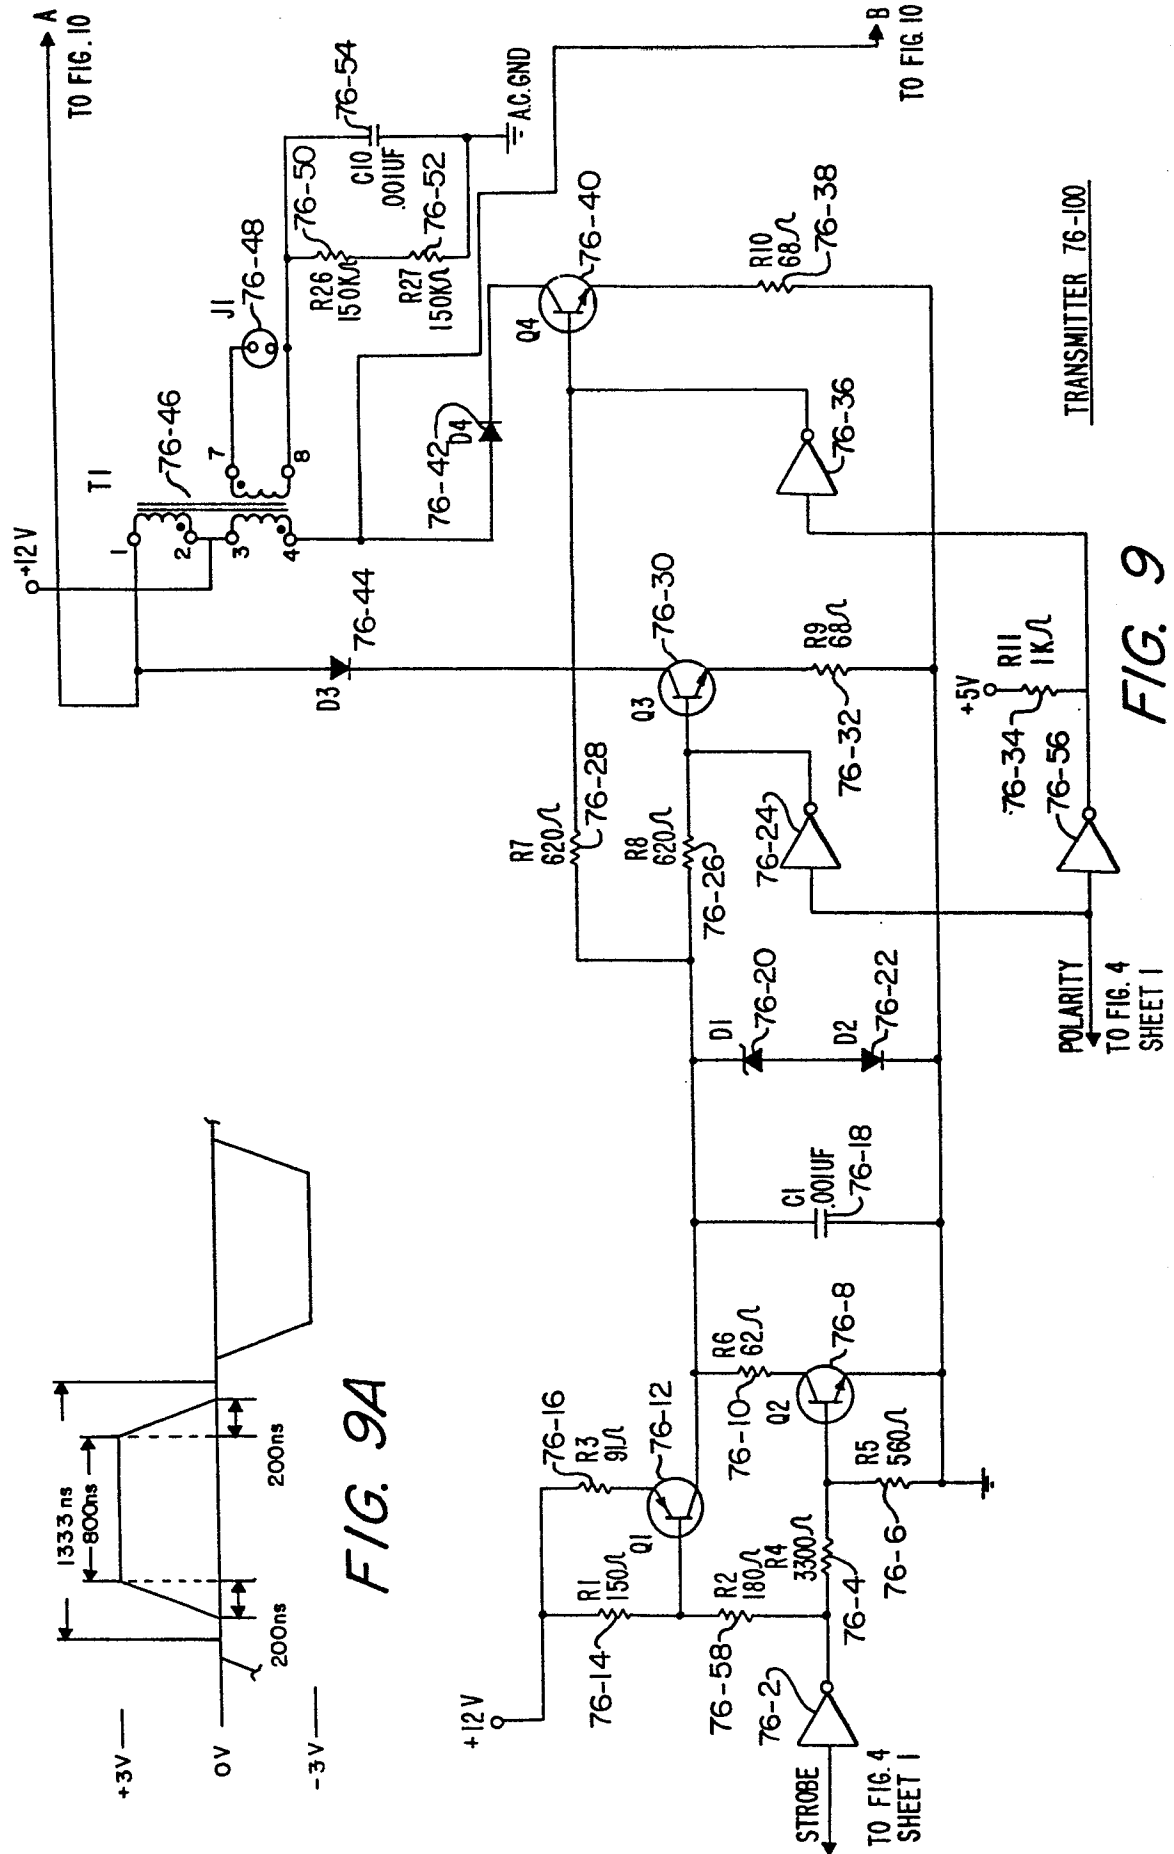 +3V
0V
-3V
1333ns
800ns
200ns
200ns
FIG. 9A
A
TO FIG. 10
+12V
T1
1
2
3
4
7
8
76-46
J1
76-48
76-50
R26
150KΩ
R27
150KΩ
76-52
76-54
C10
.001UF
A.C. GND
B
TO FIG 10
D3
76-44
76-42
D4
Q4
76-40
R10
68Ω
76-38
Q3
76-30
R9
68Ω
76-32
76-36
R7
620Ω
76-28
R8
620Ω
76-26
76-24
D1
76-20
D2
76-22
C1
.001UF
76-18
+12V
R1
150Ω
76-14
76-16
R3
91Ω
76-12
Q1
R2
180Ω
76-58
R6
62Ω
76-10
Q2
76-8
R4
3300Ω
76-4
R5
560Ω
76-6
76-2
STROBE
TO FIG. 4
SHEET 1
POLARITY
TO FIG. 4
SHEET 1
+5V
R11
1KΩ
76-34
76-56
TRANSMITTER 76-100
FIG. 9